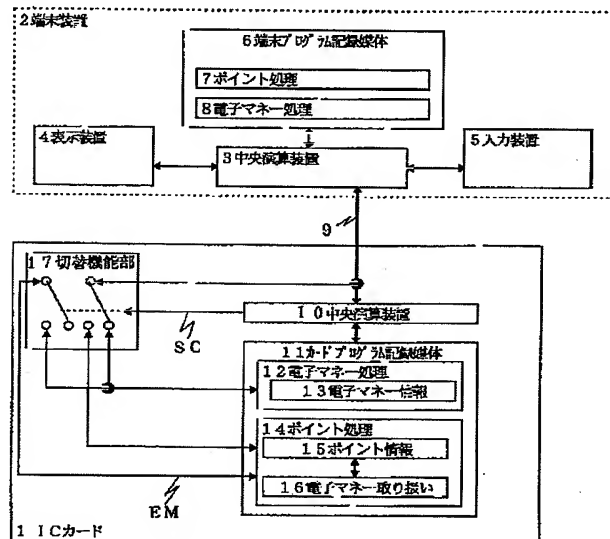 2端末装置
6端末プログラム記録媒体
7ポイント処理
8電子マネー処理
4表示装置
3中央演算装置
5入力装置
9
17切替機能部
10中央演算装置
SC
11カードプログラム記録媒体
12電子マネー処理
13電子マネー情報
14ポイント処理
15ポイント情報
16電子マネー取り扱い
EM
1 ICカード